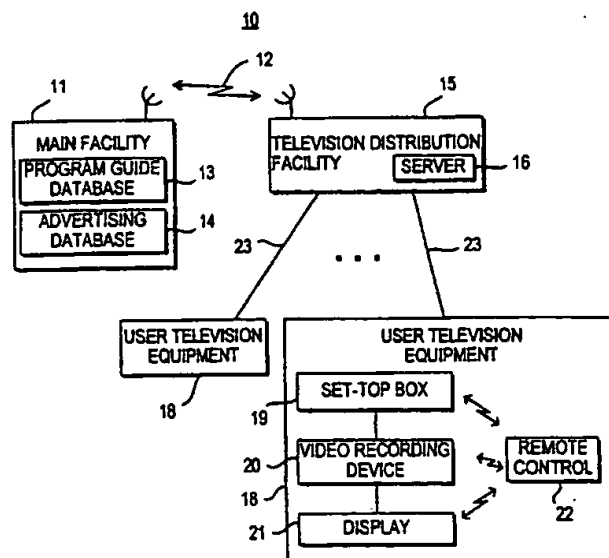 10
12
11
15
MAIN FACILITY
PROGRAM GUIDE
DATABASE
13
ADVERTISING
DATABASE
14
TELEVISION DISTRIBUTION
FACILITY
SERVER
16
23
23
USER TELEVISION
EQUIPMENT
18
USER TELEVISION
EQUIPMENT
SET-TOP BOX
19
VIDEO RECORDING
DEVICE
20
18
REMOTE
CONTROL
22
DISPLAY
21